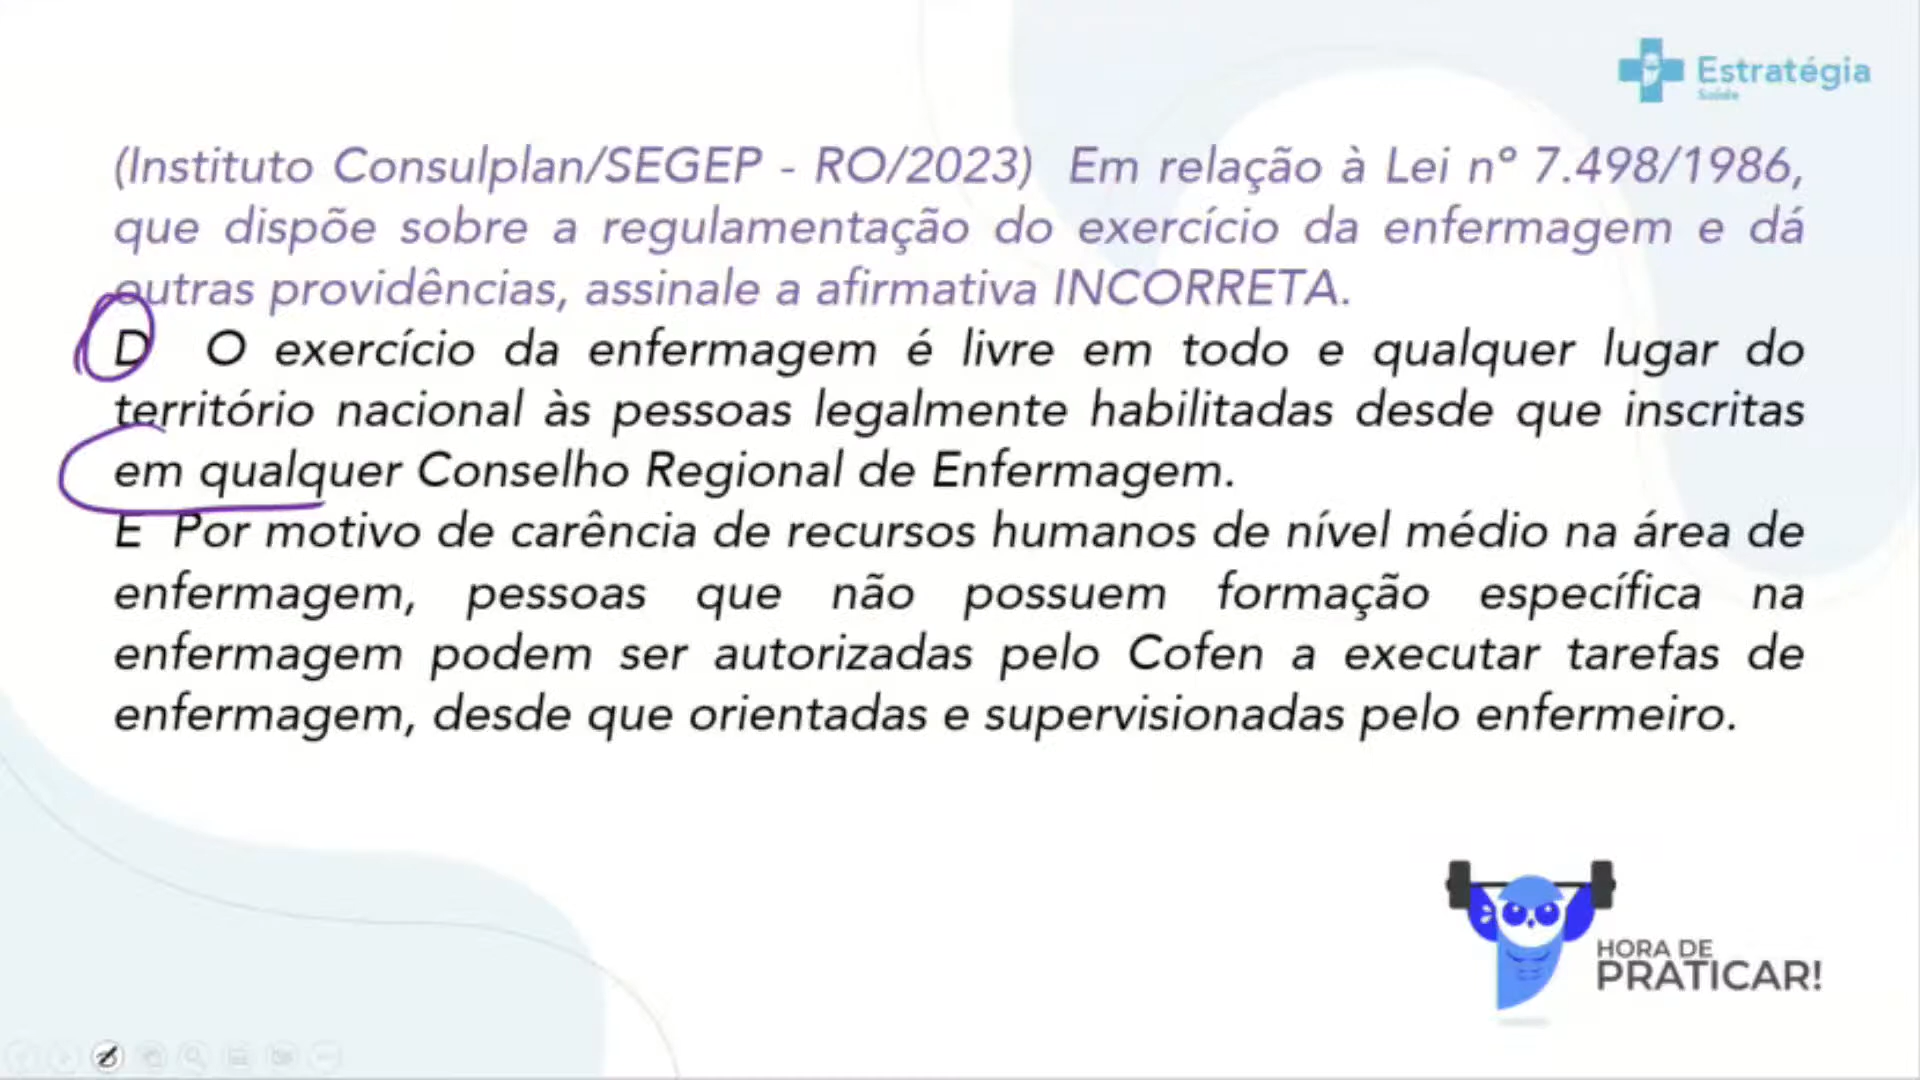 Estratégia
Saúde
(Instituto Consulplan/SEGEP - RO/2023) Em relação à Lei nº 7.498/1986,
que dispõe sobre a regulamentação do exercício da enfermagem e dá
outras providências, assinale a afirmativa INCORRETA.
D O exercício da enfermagem é livre em todo e qualquer lugar do
território nacional às pessoas legalmente habilitadas desde que inscritas
em qualquer Conselho Regional de Enfermagem.
E Por motivo de carência de recursos humanos de nível médio na área de
enfermagem, pessoas que não possuem formação específica na
enfermagem podem ser autorizadas pelo Cofen a executar tarefas de
enfermagem, desde que orientadas e supervisionadas pelo enfermeiro.
HORA DE
PRATICAR!